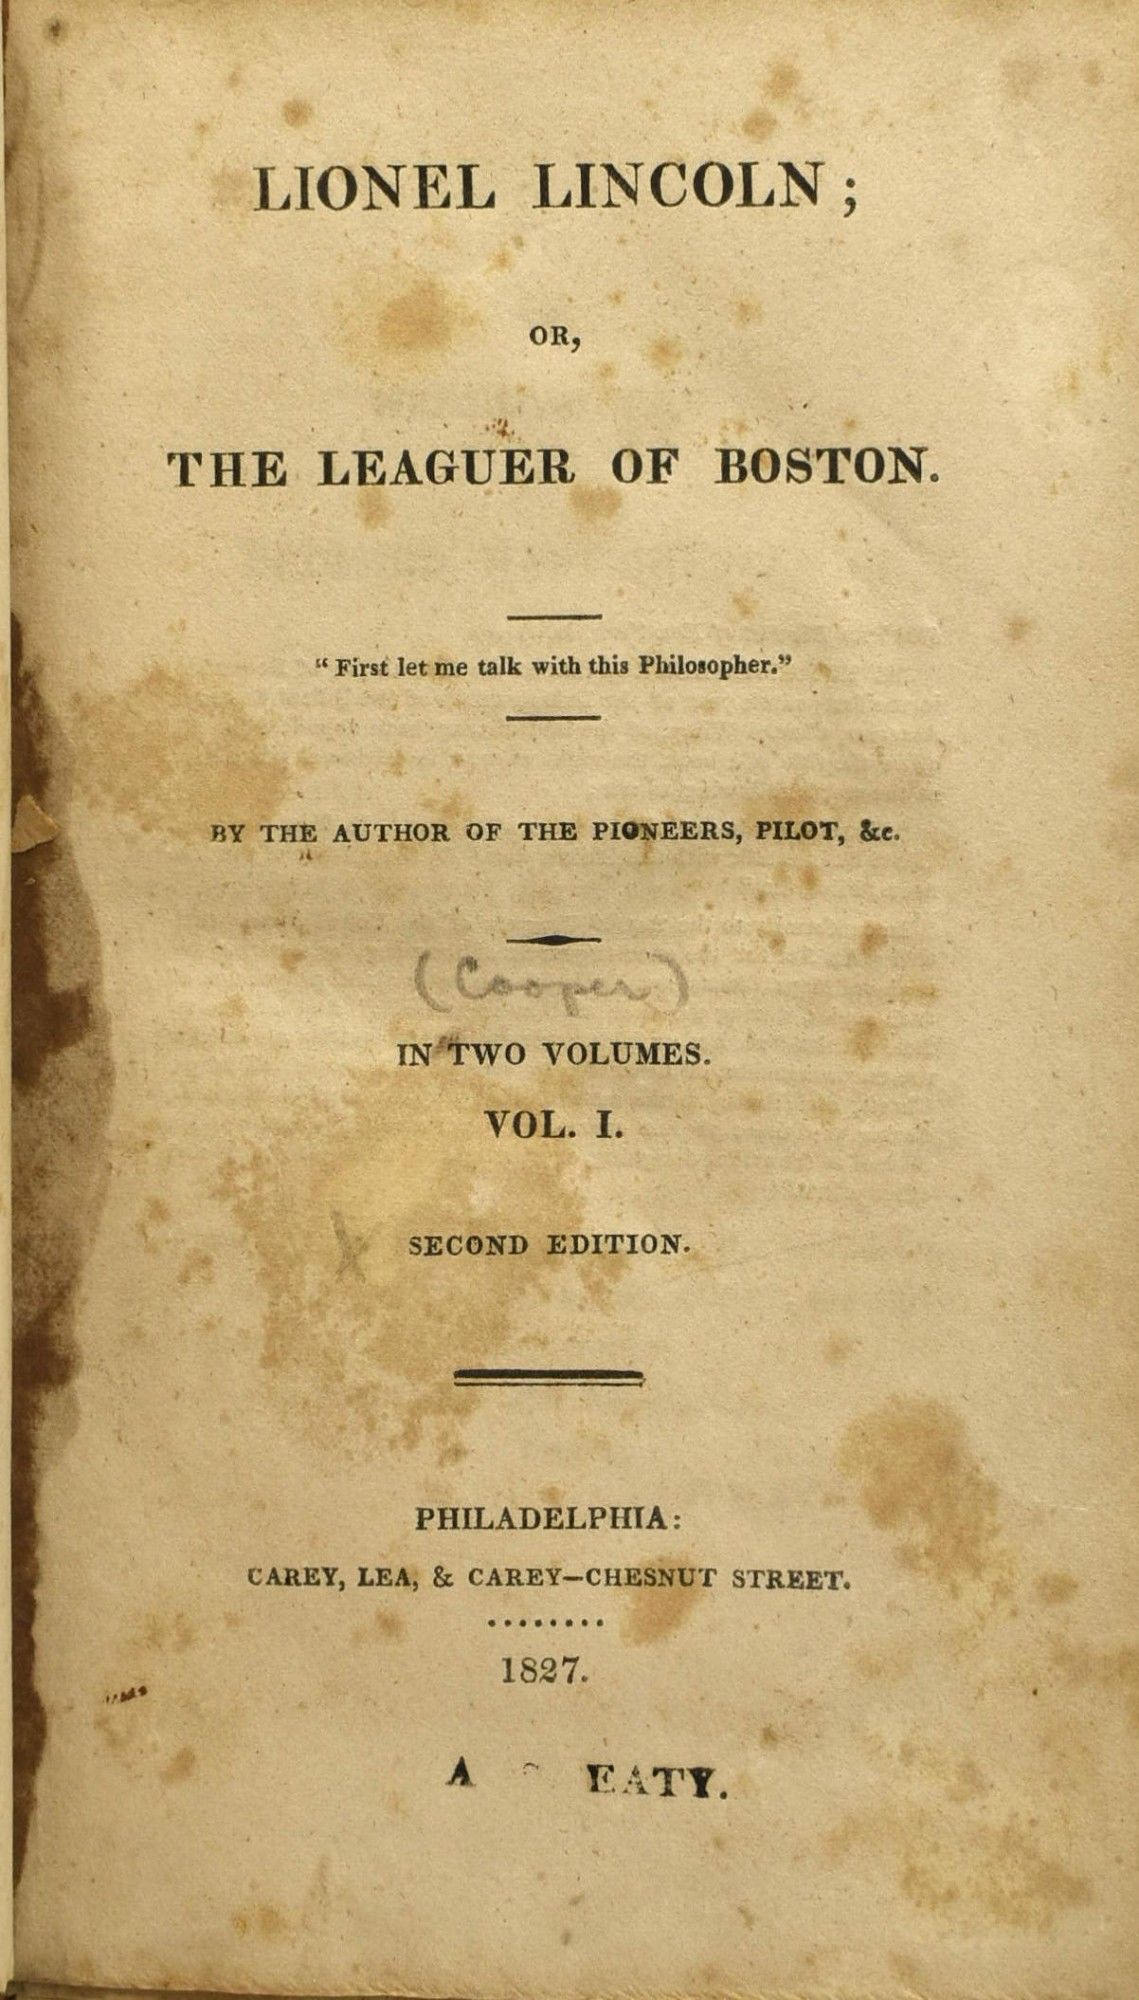 LIONEL LINCOLN;
OR,
THE LEAGUER OF BOSTON.
“First let me talk with this Philosopher.”
BY THE AUTHOR OF THE PIONEERS, PILOT, &c.
(Cooper)
IN TWO VOLUMES.
VOL. I.
SECOND EDITION.
PHILADELPHIA:
CAREY, LEA, & CAREY—CHESNUT STREET.
........
1827.